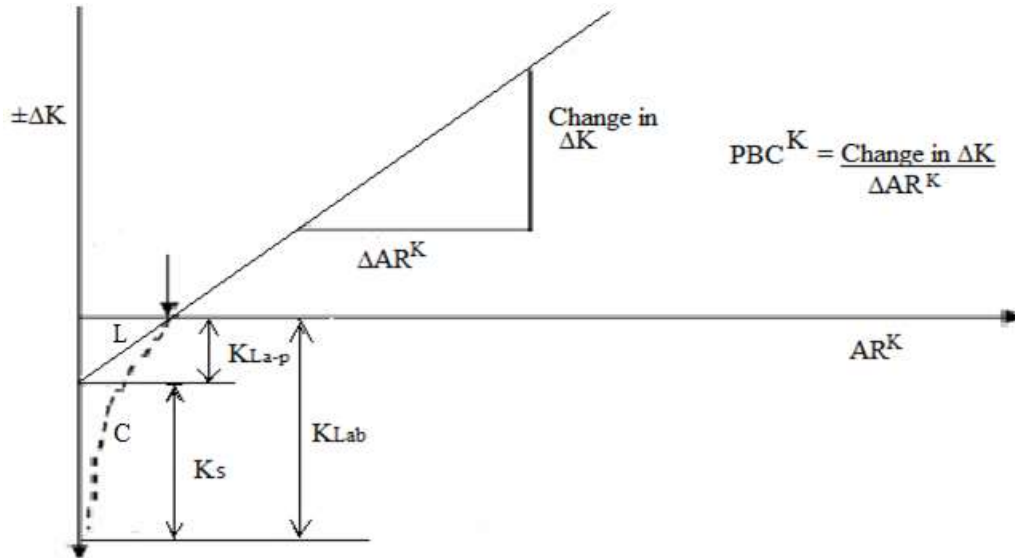 ±ΔK
Change in
ΔK
PBC^K = Change in ΔK
ΔAR^K
ΔAR^K
L
K_La-p
AR^K
C
K_Lab
K_S